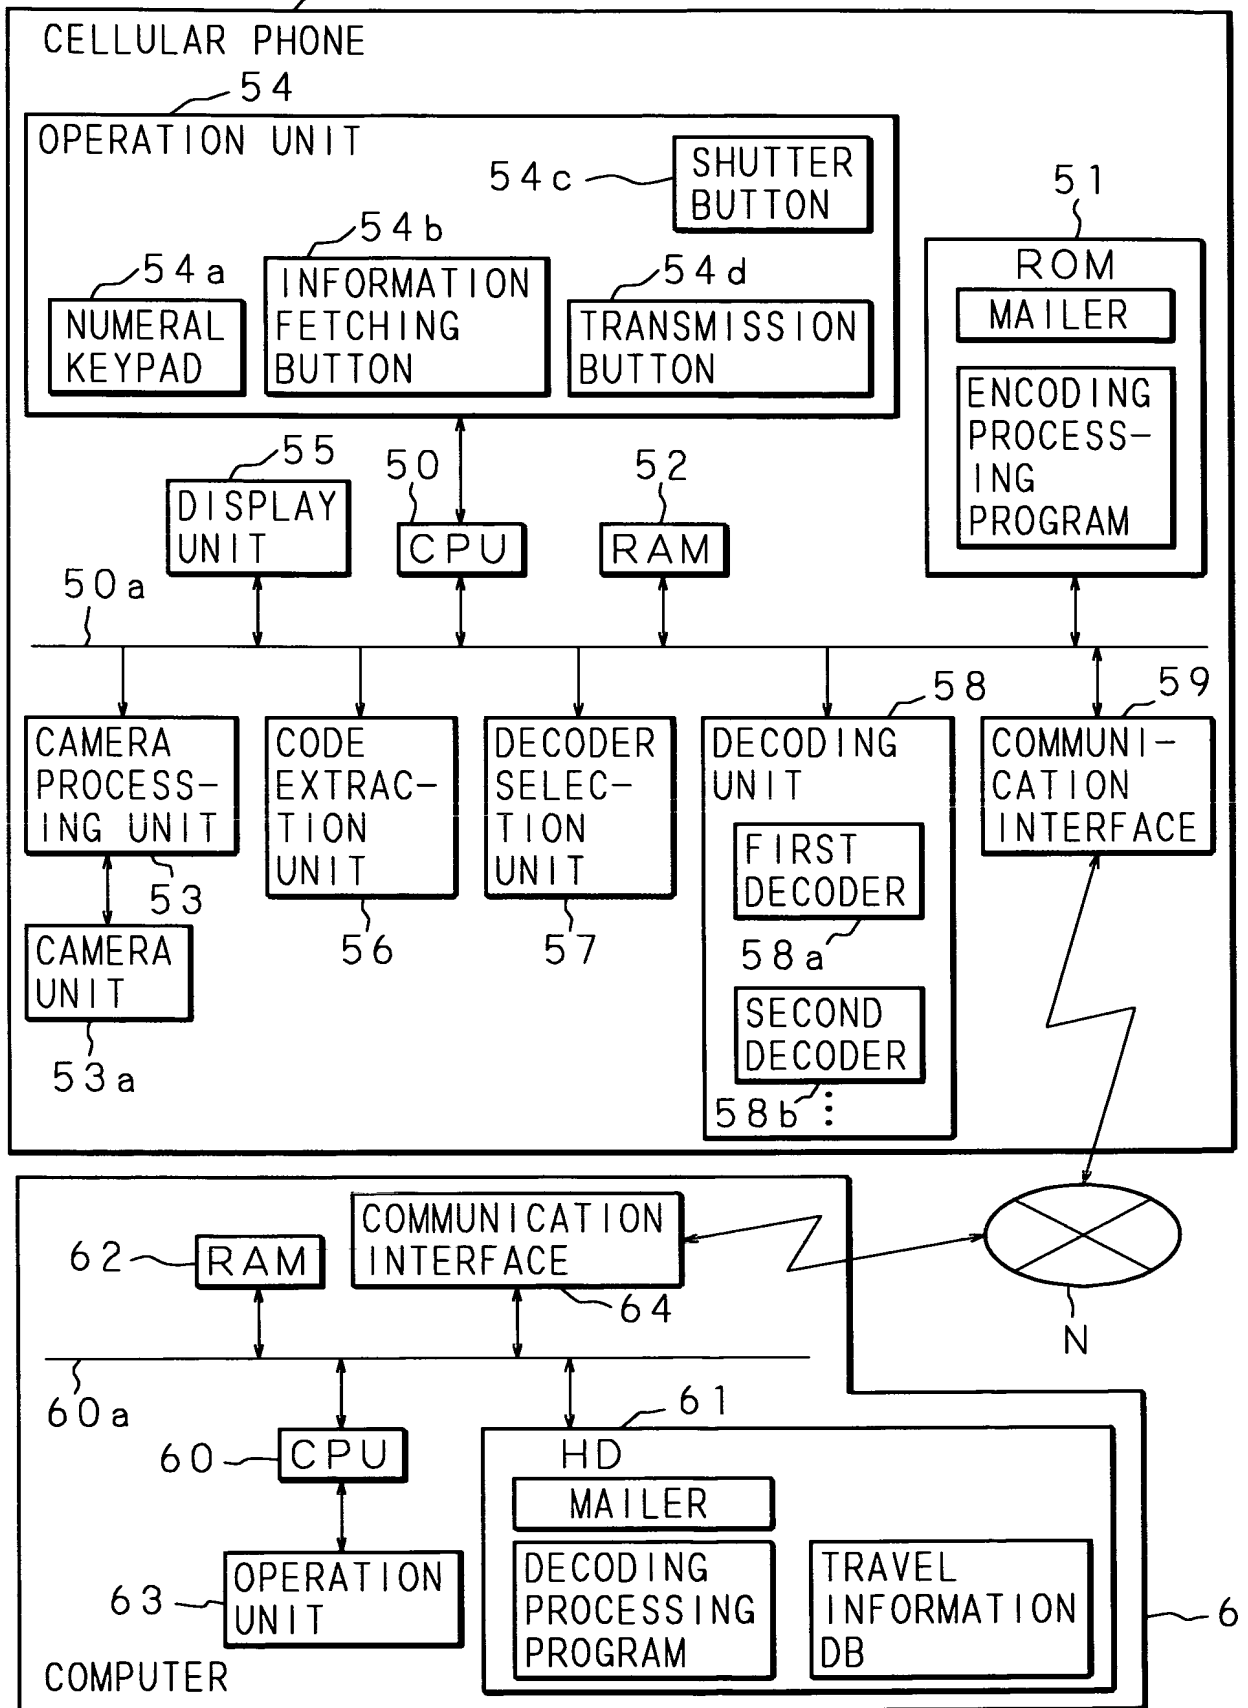 CELLULAR PHONE
54
OPERATION UNIT
54c
SHUTTER
BUTTON
51
54a
NUMERAL
KEYPAD
54b
INFORMATION
FETCHING
BUTTON
54d
TRANSMISSION
BUTTON
ROM
MAILER
ENCODING
PROCESS-
ING
PROGRAM
55
DISPLAY
UNIT
50
CPU
52
RAM
50a
CAMERA
PROCESS-
ING UNIT
53
CAMERA
UNIT
53a
CODE
EXTRAC-
TION
UNIT
56
DECODER
SELEC-
TION
UNIT
57
58
DECODING
UNIT
FIRST
DECODER
58a
SECOND
DECODER
58b
59
COMMUNI-
CATION
INTERFACE
62
RAM
COMMUNICATION
INTERFACE
64
N
60a
60
CPU
63
OPERATION
UNIT
61
HD
MAILER
DECODING
PROCESSING
PROGRAM
TRAVEL
INFORMATION
DB
6
COMPUTER